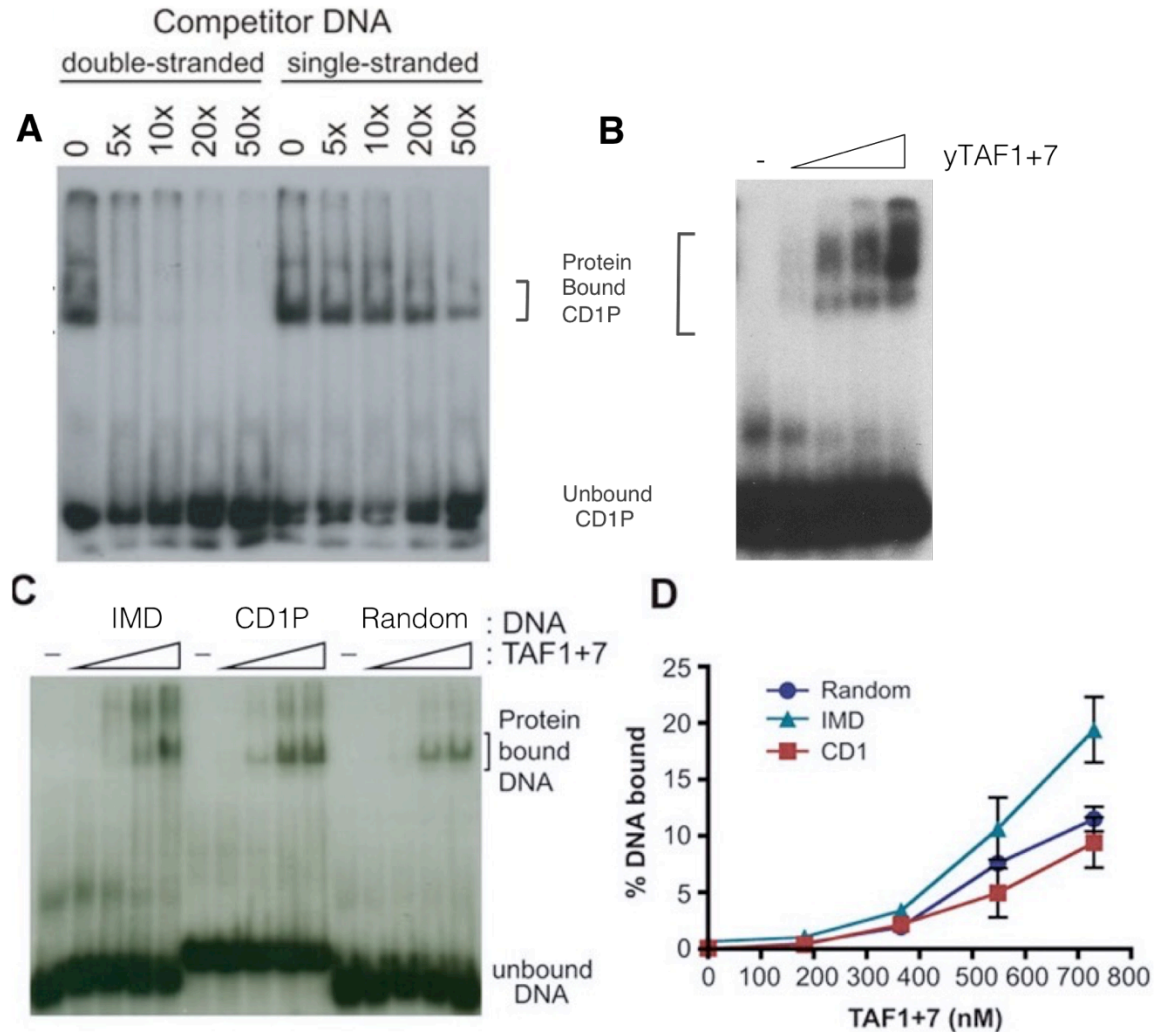 Competitor DNA
double-stranded single-stranded
A
0 5x 10x 20x 50x 0 5x 10x 20x 50x
B
- yTAF1+7
Protein
Bound
CD1P
Unbound
CD1P
C
IMD CD1P Random : DNA
– – – : TAF1+7
Protein
bound
DNA
unbound
DNA
D
25
20
15
10
5
0
% DNA bound
Random
IMD
CD1
0 100 200 300 400 500 600 700 800
TAF1+7 (nM)